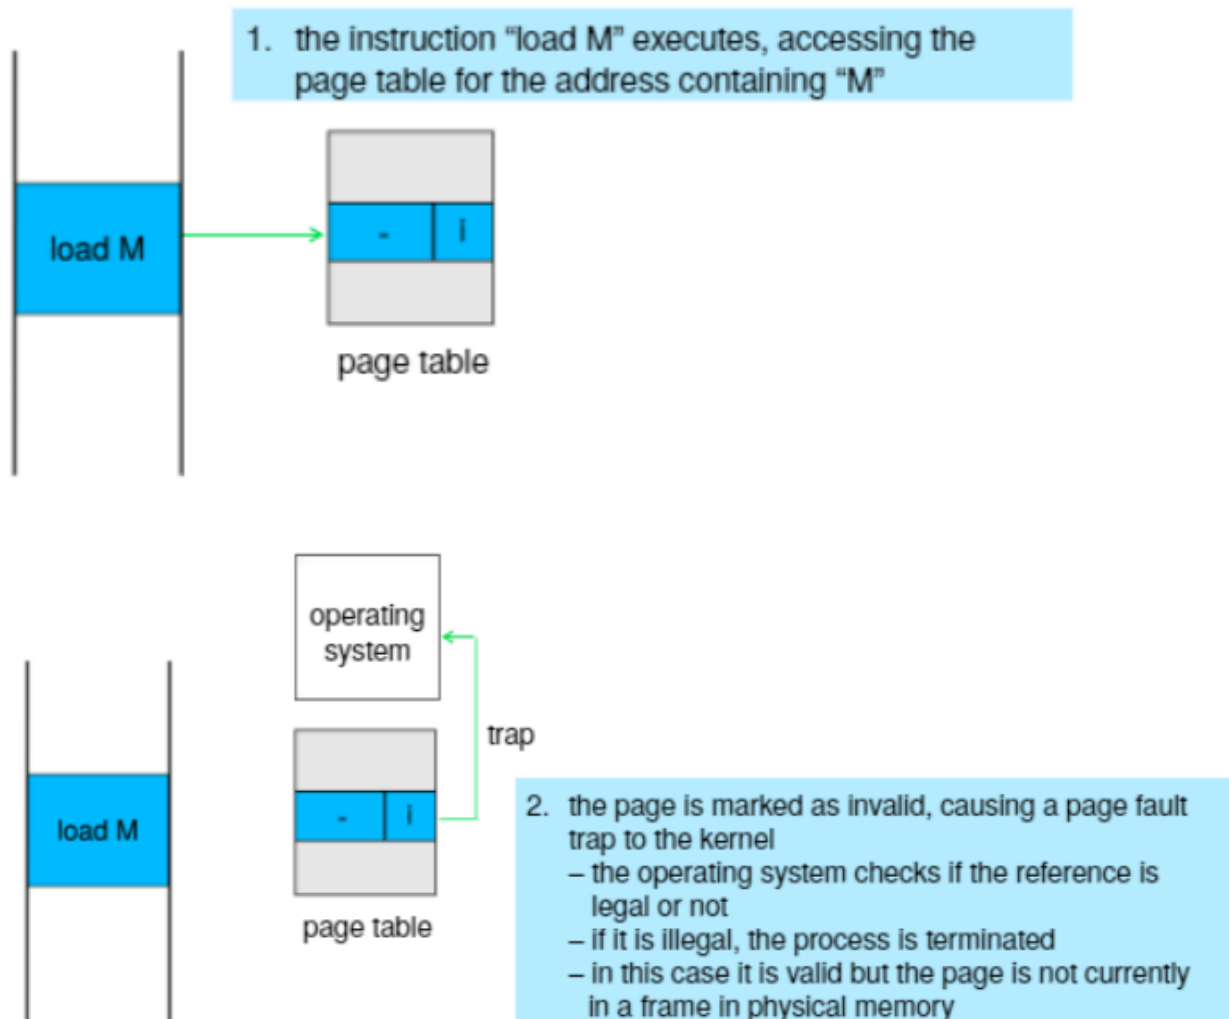 1. the instruction “load M” executes, accessing the
page table for the address containing “M”
load M
- i
page table
operating
system
trap
load M
- i
page table
2. the page is marked as invalid, causing a page fault
trap to the kernel
– the operating system checks if the reference is
legal or not
– if it is illegal, the process is terminated
– in this case it is valid but the page is not currently
in a frame in physical memory